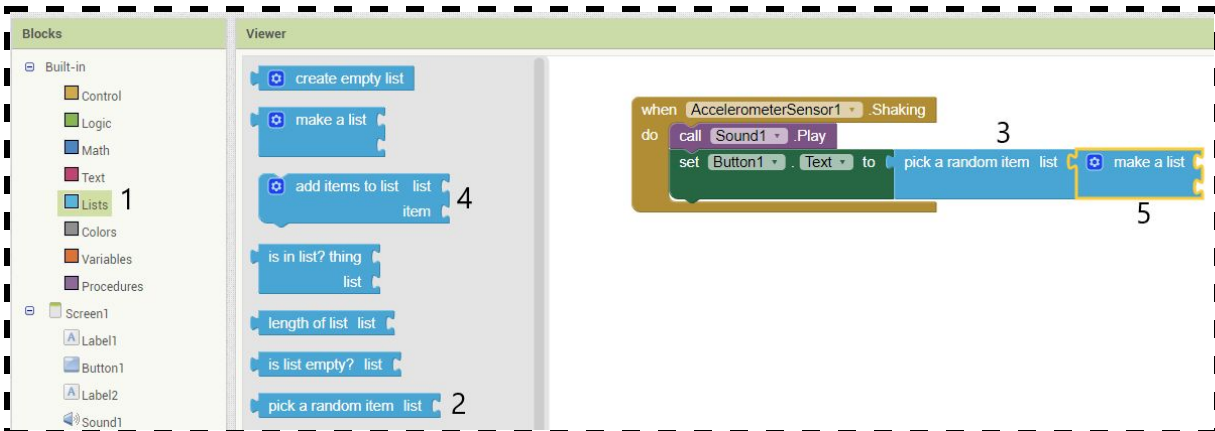 Blocks
Viewer
Built-in
Control
Logic
Math
Text
Lists 1
Colors
Variables
Procedures
Screen1
Label1
Button1
Label2
Sound1
create empty list
make a list
add items to list list
item
4
is in list? thing
list
length of list list
is list empty? list
pick a random item list 2
when AccelerometerSensor1 .Shaking
do call Sound1 .Play
3
set Button1 . Text to pick a random item list make a list
5